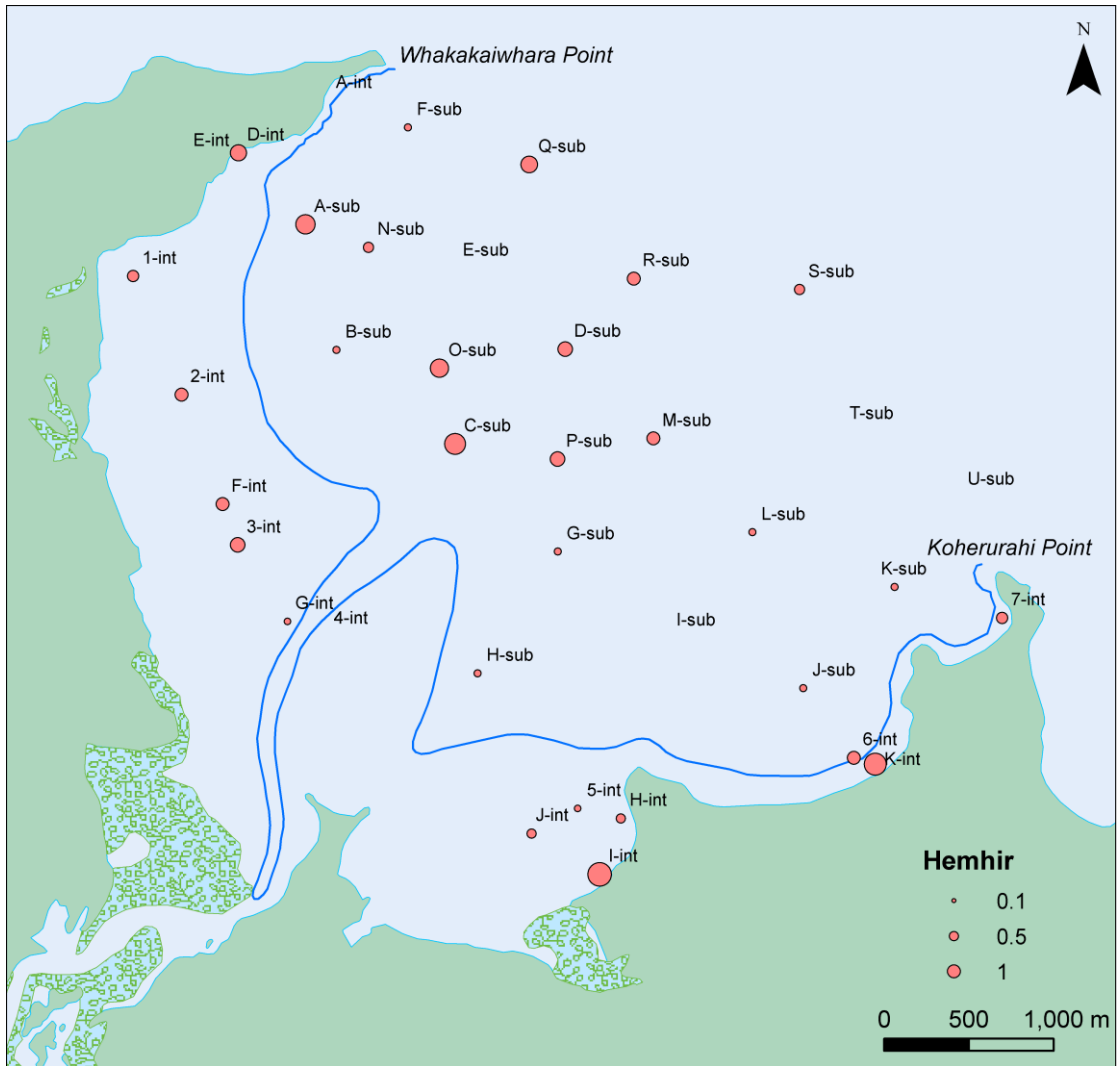 N
Whakakaiwhara Point
A-int
F-sub
E-int
D-int
Q-sub
A-sub
N-sub
E-sub
1-int
R-sub
S-sub
B-sub
D-sub
O-sub
2-int
T-sub
C-sub
M-sub
P-sub
U-sub
F-int
L-sub
3-int
G-sub
Koherurahi Point
K-sub
G-int
7-int
4-int
I-sub
H-sub
J-sub
6-int
K-int
5-int
H-int
J-int
I-int
Hemhir
0.1
0.5
1
0 500 1,000 m